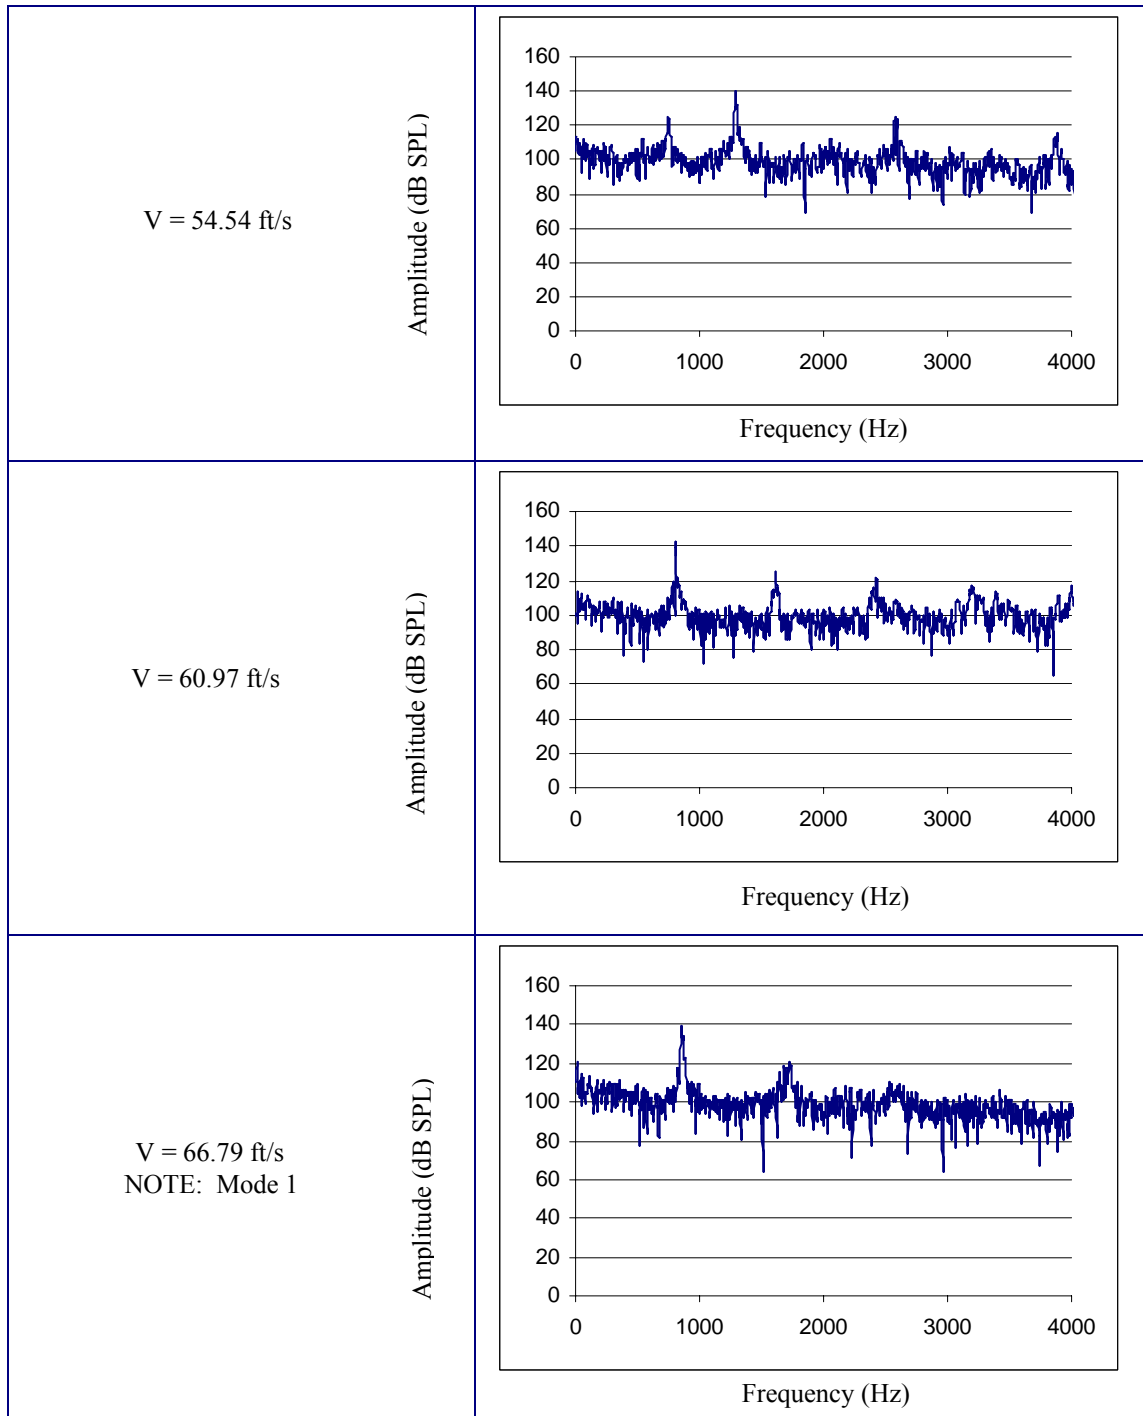 V = 54.54 ft/s
Amplitude (dB SPL)
160
140
120
100
80
60
40
20
0
0 1000 2000 3000 4000
Frequency (Hz)
V = 60.97 ft/s
Amplitude (dB SPL)
160
140
120
100
80
60
40
20
0
0 1000 2000 3000 4000
Frequency (Hz)
V = 66.79 ft/s
NOTE: Mode 1
Amplitude (dB SPL)
160
140
120
100
80
60
40
20
0
0 1000 2000 3000 4000
Frequency (Hz)